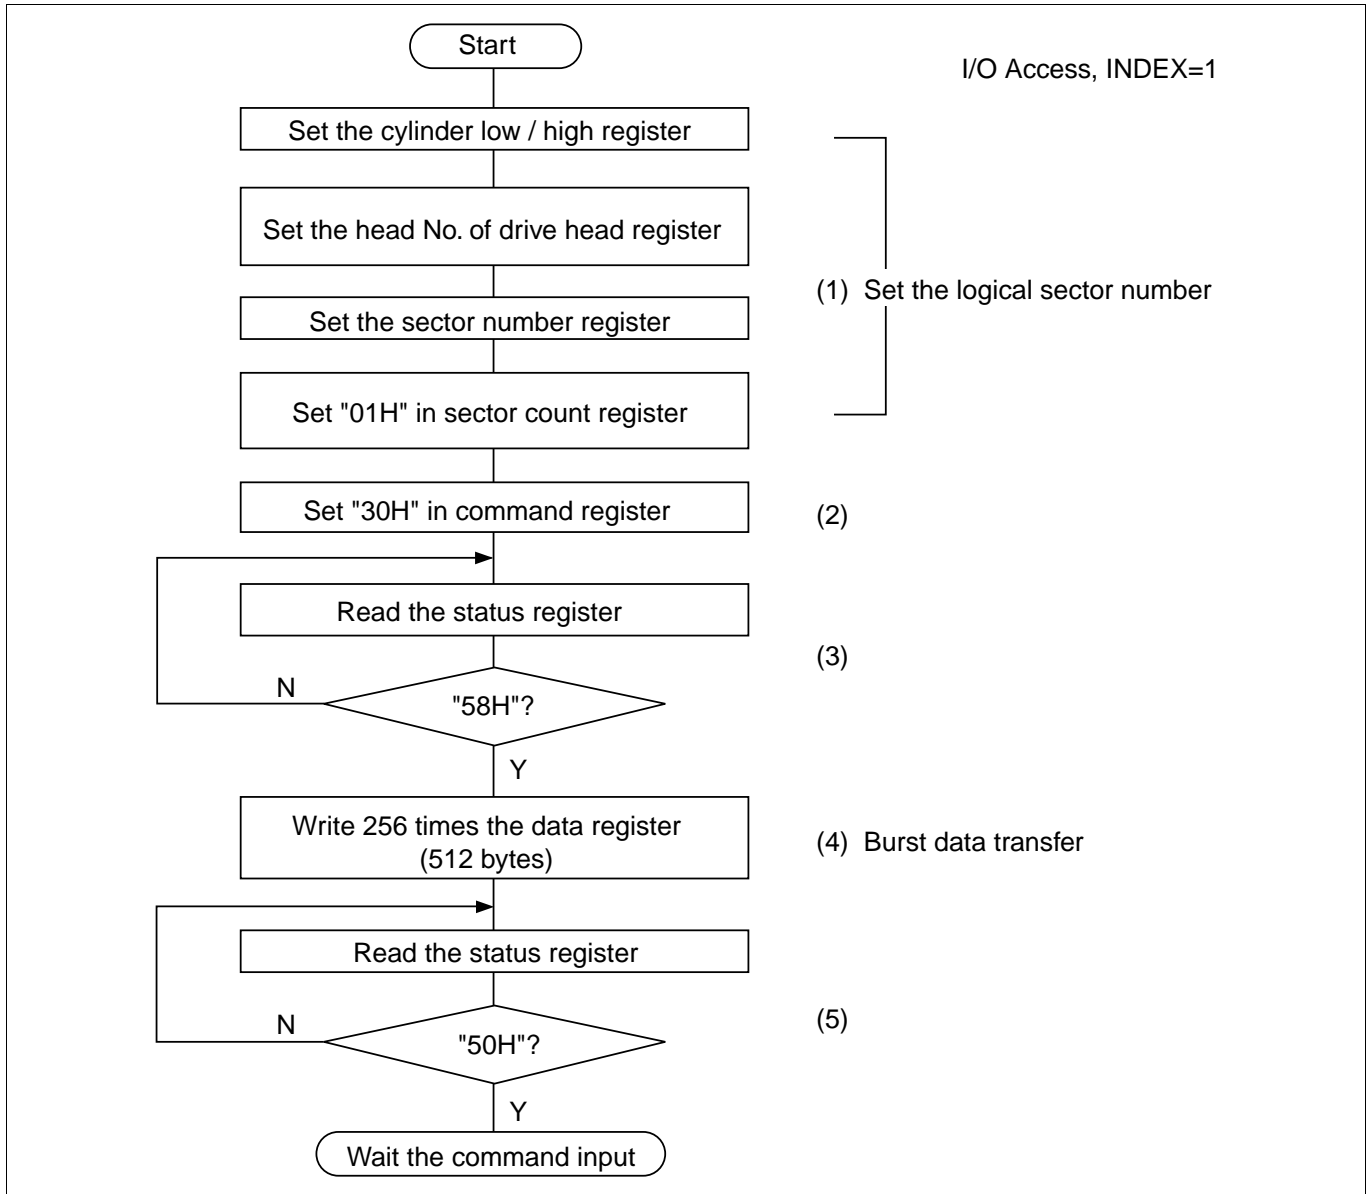 Start
I/O Access, INDEX=1
Set the cylinder low / high register
Set the head No. of drive head register
(1) Set the logical sector number
Set the sector number register
Set "01H" in sector count register
Set "30H" in command register
(2)
Read the status register
(3)
N
"58H"?
Y
Write 256 times the data register
(512 bytes)
(4) Burst data transfer
Read the status register
(5)
N
"50H"?
Y
Wait the command input